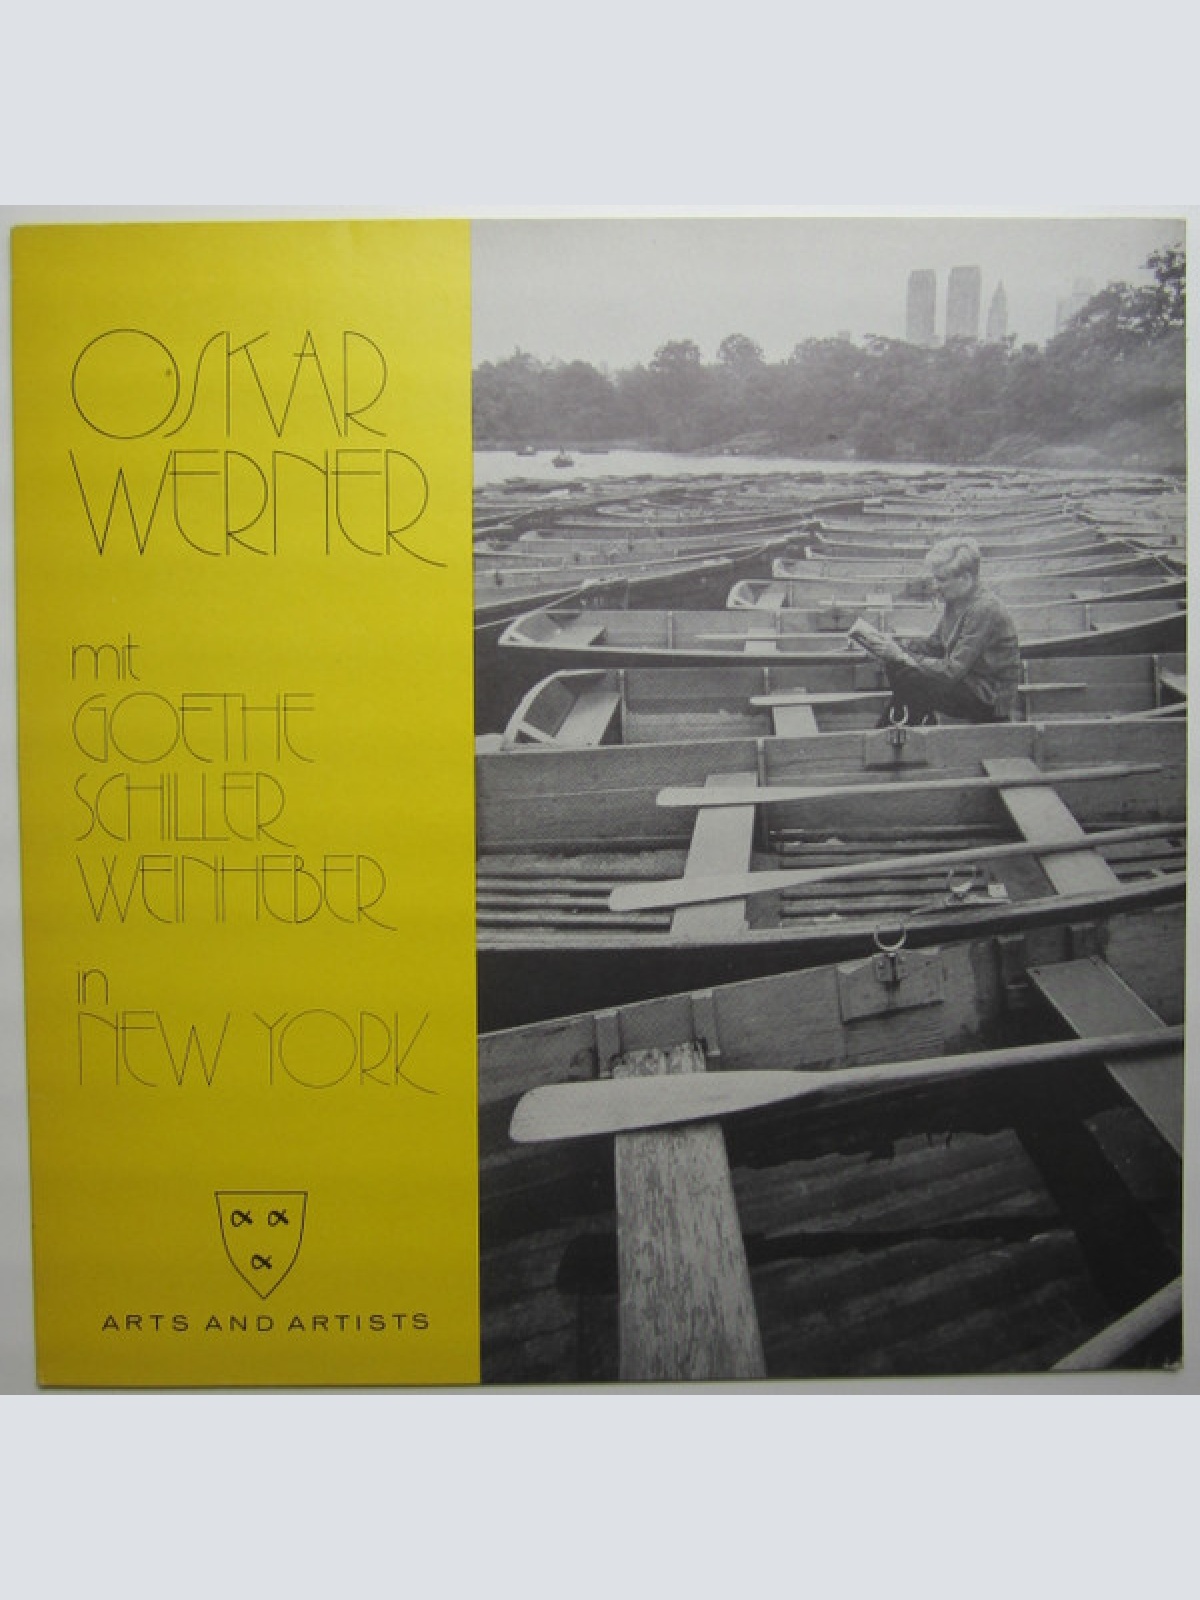 OSKAR
WERNER
mit
GOETHE
SCHILLER
WEINHEBER
in
NEW YORK
α α
α
ARTS AND ARTISTS